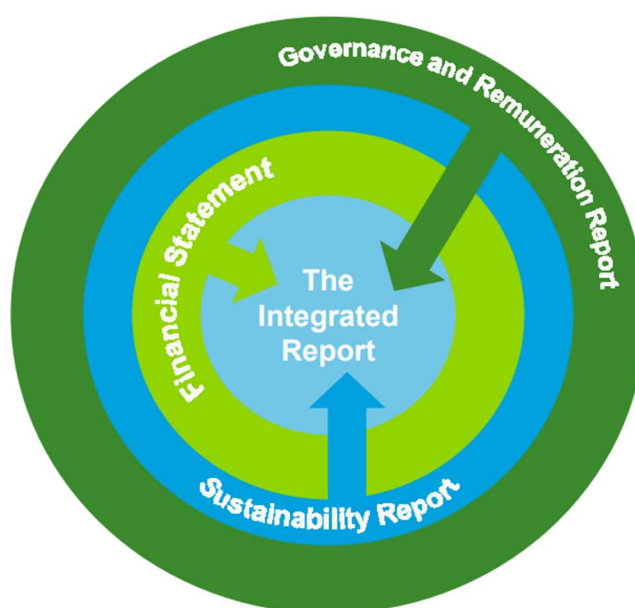 Governance and Remuneration Report
Financial Statement
The
Integrated
Report
Sustainability Report